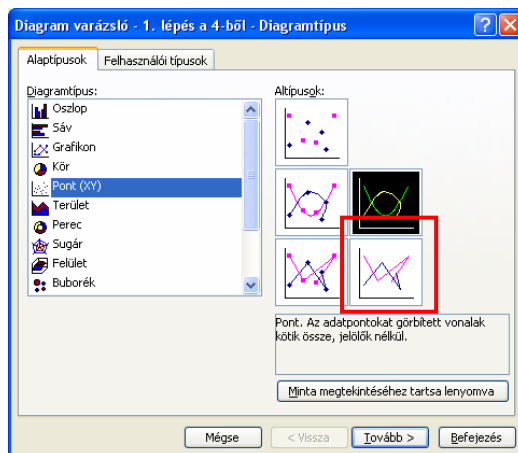 Diagram varázsló - 1. lépés a 4-ből - Diagramtípus
Alaptípusok
Felhasználói típusok
Diagramtípus:
Oszlop
Sáv
Grafikon
Kör
Pont (XY)
Terület
Perec
Sugár
Felület
Buborék
Altípusok:
Pont. Az adatpontokat görbített vonalak
kötik össze, jelölők nélkül.
Minta megtekintéséhez tartsa lenyomva
Mégse
< Vissza
Tovább >
Befejezés